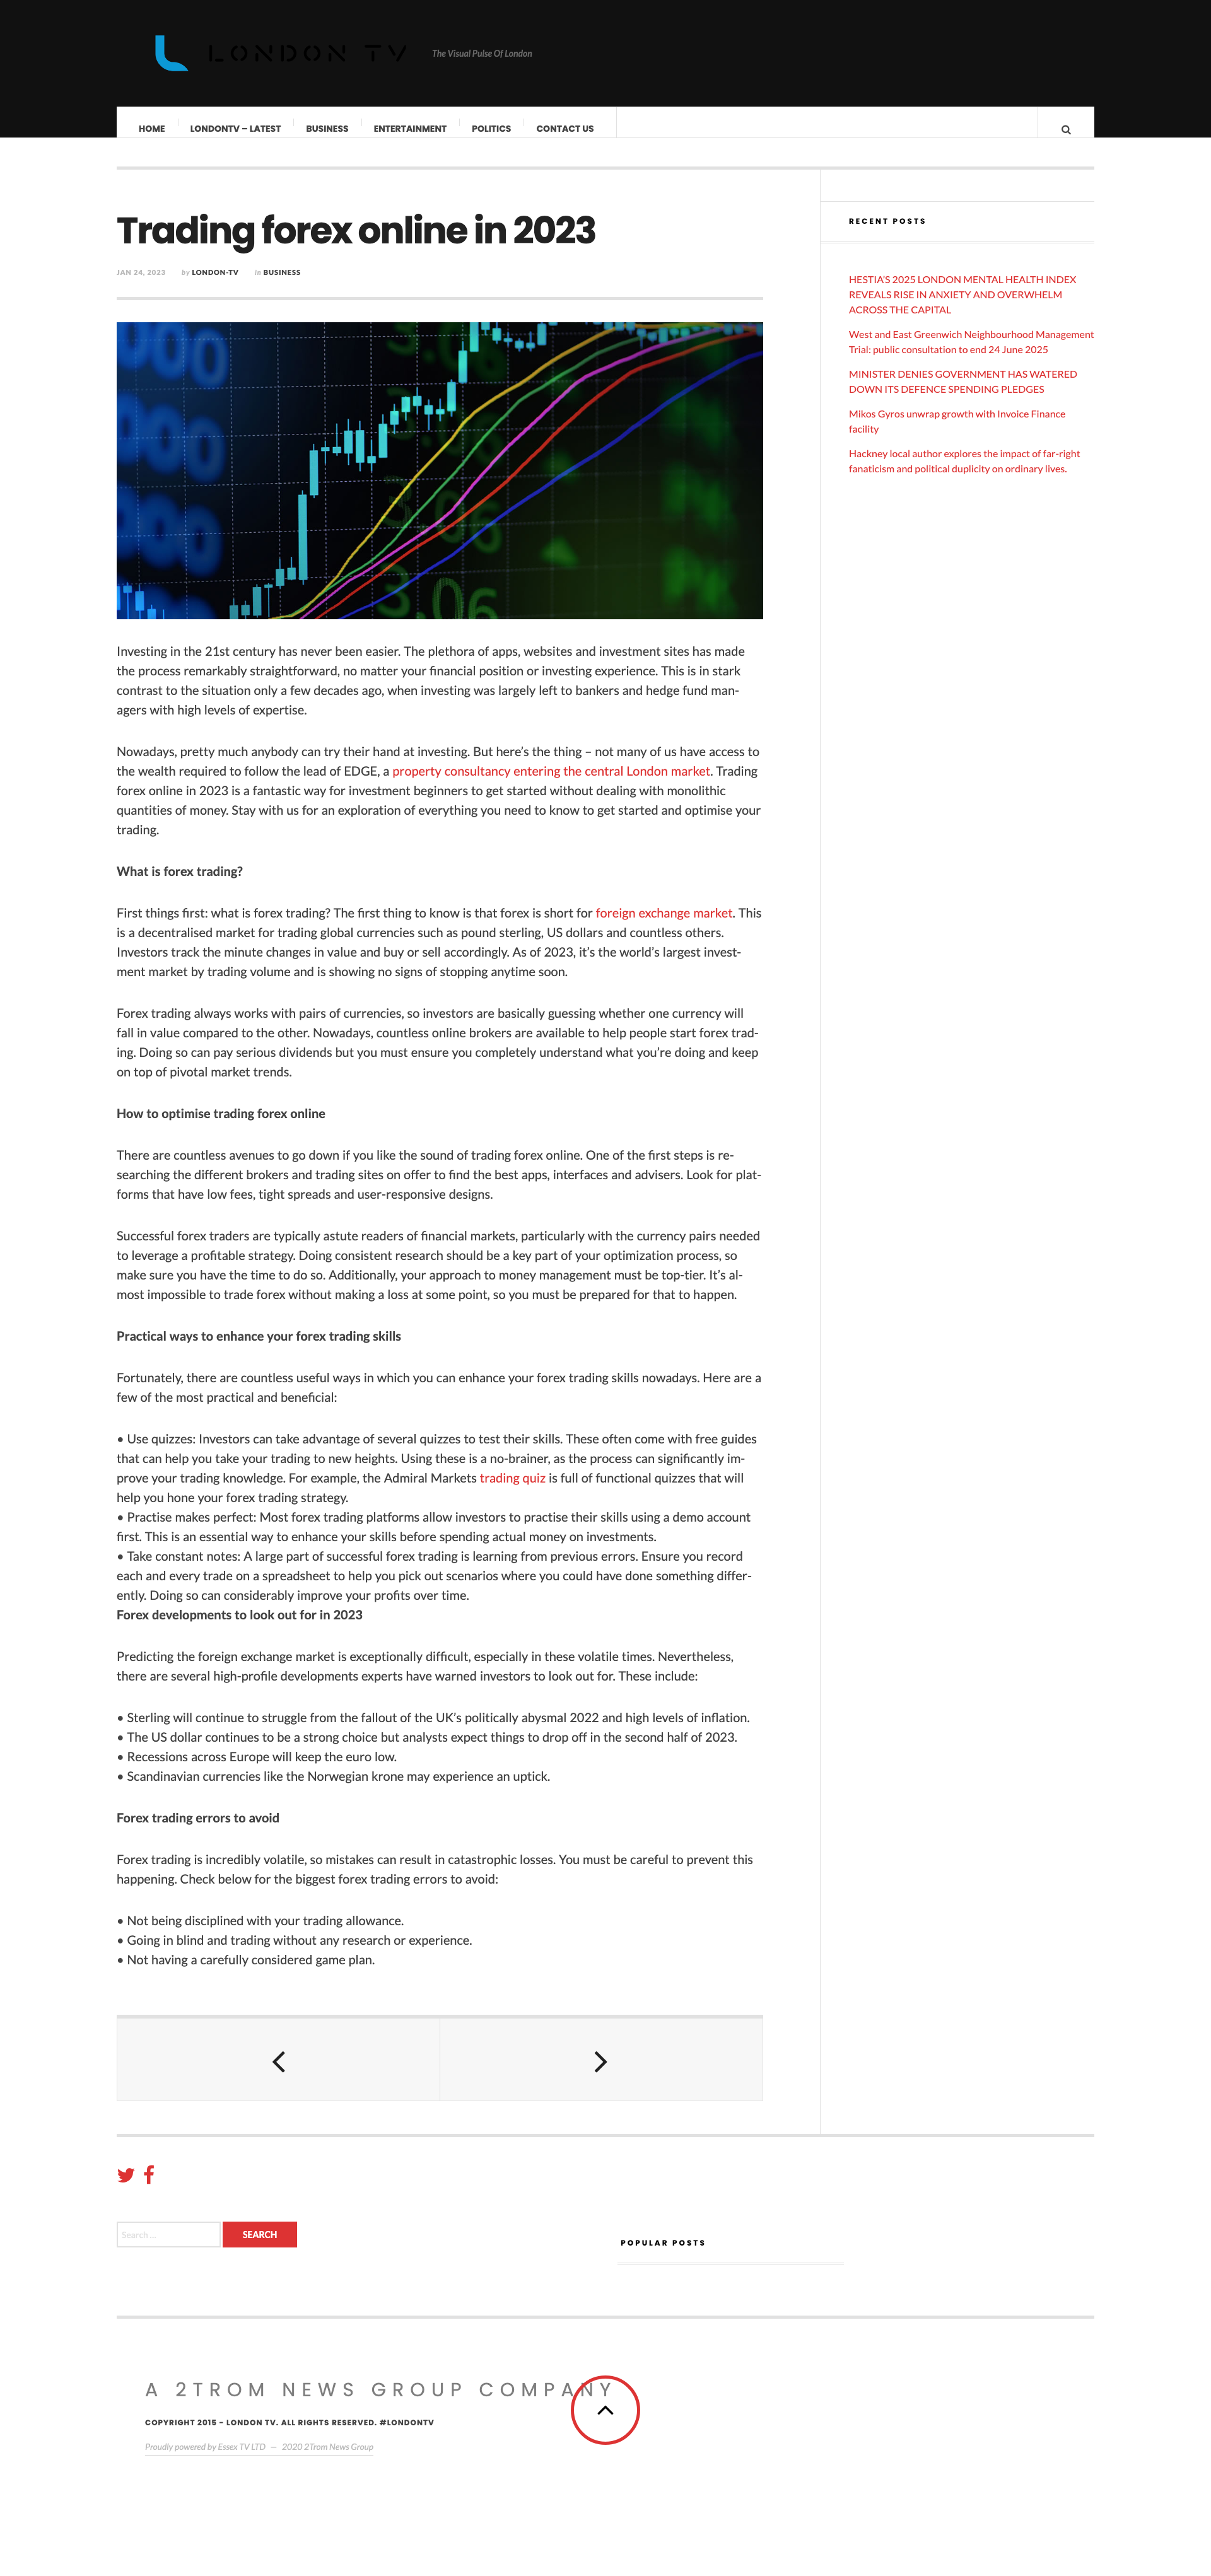 LONDON TV
The Visual Pulse Of London
HOME
LONDONTV – LATEST
BUSINESS
ENTERTAINMENT
POLITICS
CONTACT US
Trading forex online in 2023
JAN 24, 2023 by LONDON-TV in BUSINESS
3.06
3.06
Investing in the 21st century has never been easier. The plethora of apps, websites and investment sites has made
the process remarkably straightforward, no matter your financial position or investing experience. This is in stark
contrast to the situation only a few decades ago, when investing was largely left to bankers and hedge fund man-
agers with high levels of expertise.
Nowadays, pretty much anybody can try their hand at investing. But here's the thing – not many of us have access to
the wealth required to follow the lead of EDGE, a property consultancy entering the central London market. Trading
forex online in 2023 is a fantastic way for investment beginners to get started without dealing with monolithic
quantities of money. Stay with us for an exploration of everything you need to know to get started and optimise your
trading.
What is forex trading?
First things first: what is forex trading? The first thing to know is that forex is short for foreign exchange market. This
is a decentralised market for trading global currencies such as pound sterling, US dollars and countless others.
Investors track the minute changes in value and buy or sell accordingly. As of 2023, it's the world's largest invest-
ment market by trading volume and is showing no signs of stopping anytime soon.
Forex trading always works with pairs of currencies, so investors are basically guessing whether one currency will
fall in value compared to the other. Nowadays, countless online brokers are available to help people start forex trad-
ing. Doing so can pay serious dividends but you must ensure you completely understand what you're doing and keep
on top of pivotal market trends.
How to optimise trading forex online
There are countless avenues to go down if you like the sound of trading forex online. One of the first steps is re-
searching the different brokers and trading sites on offer to find the best apps, interfaces and advisers. Look for plat-
forms that have low fees, tight spreads and user-responsive designs.
Successful forex traders are typically astute readers of financial markets, particularly with the currency pairs needed
to leverage a profitable strategy. Doing consistent research should be a key part of your optimization process, so
make sure you have the time to do so. Additionally, your approach to money management must be top-tier. It's al-
most impossible to trade forex without making a loss at some point, so you must be prepared for that to happen.
Practical ways to enhance your forex trading skills
Fortunately, there are countless useful ways in which you can enhance your forex trading skills nowadays. Here are a
few of the most practical and beneficial:
• Use quizzes: Investors can take advantage of several quizzes to test their skills. These often come with free guides
that can help you take your trading to new heights. Using these is a no-brainer, as the process can significantly im-
prove your trading knowledge. For example, the Admiral Markets trading quiz is full of functional quizzes that will
help you hone your forex trading strategy.
• Practise makes perfect: Most forex trading platforms allow investors to practise their skills using a demo account
first. This is an essential way to enhance your skills before spending actual money on investments.
• Take constant notes: A large part of successful forex trading is learning from previous errors. Ensure you record
each and every trade on a spreadsheet to help you pick out scenarios where you could have done something differ-
ently. Doing so can considerably improve your profits over time.
Forex developments to look out for in 2023
Predicting the foreign exchange market is exceptionally difficult, especially in these volatile times. Nevertheless,
there are several high-profile developments experts have warned investors to look out for. These include:
• Sterling will continue to struggle from the fallout of the UK's politically abysmal 2022 and high levels of inflation.
• The US dollar continues to be a strong choice but analysts expect things to drop off in the second half of 2023.
• Recessions across Europe will keep the euro low.
• Scandinavian currencies like the Norwegian krone may experience an uptick.
Forex trading errors to avoid
Forex trading is incredibly volatile, so mistakes can result in catastrophic losses. You must be careful to prevent this
happening. Check below for the biggest forex trading errors to avoid:
• Not being disciplined with your trading allowance.
• Going in blind and trading without any research or experience.
• Not having a carefully considered game plan.
RECENT POSTS
HESTIA'S 2025 LONDON MENTAL HEALTH INDEX
REVEALS RISE IN ANXIETY AND OVERWHELM
ACROSS THE CAPITAL
West and East Greenwich Neighbourhood Management
Trial: public consultation to end 24 June 2025
MINISTER DENIES GOVERNMENT HAS WATERED
DOWN ITS DEFENCE SPENDING PLEDGES
Mikos Gyros unwrap growth with Invoice Finance
facility
Hackney local author explores the impact of far-right
fanaticism and political duplicity on ordinary lives.
Search ...
SEARCH
POPULAR POSTS
A 2TROM NEWS GROUP COMPANY
COPYRIGHT 2015 - LONDON TV. ALL RIGHTS RESERVED. #LONDONTV
Proudly powered by Essex TV LTD — 2020 2Trom News Group